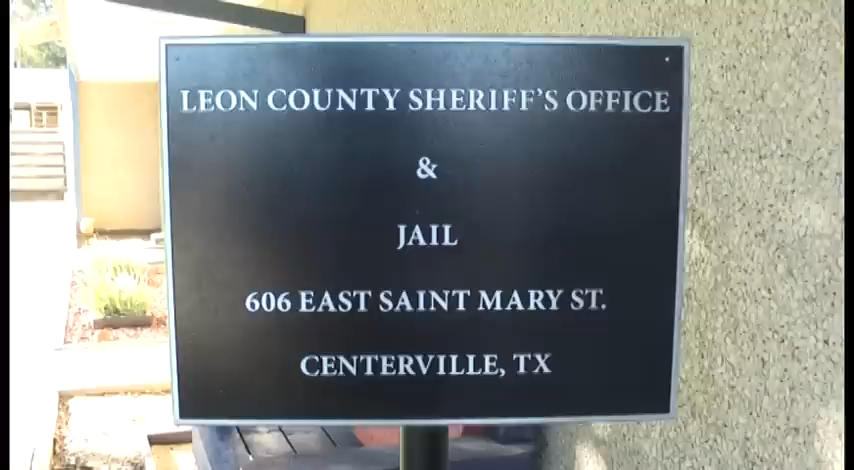 LEON COUNTY SHERIFF'S OFFICE
&
JAIL
606 EAST SAINT MARY ST.
CENTERVILLE, TX